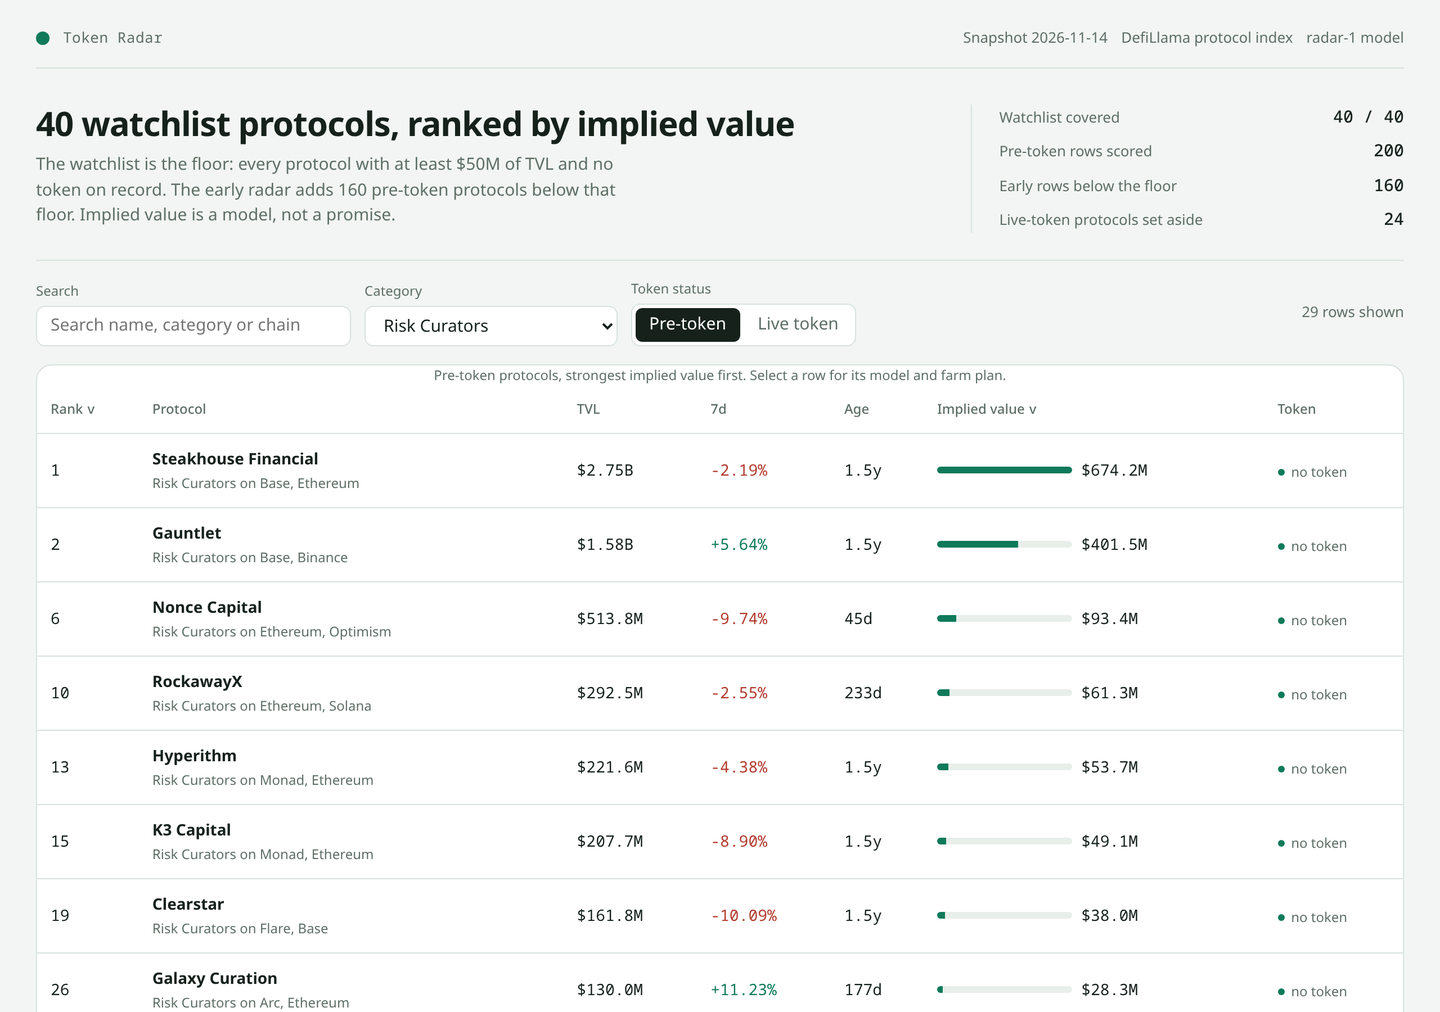 Token Radar
Snapshot 2026-11-14 DefiLlama protocol index radar-1 model
40 watchlist protocols, ranked by implied value
The watchlist is the floor: every protocol with at least $50M of TVL and no
token on record. The early radar adds 160 pre-token protocols below that
floor. Implied value is a model, not a promise.
Watchlist covered 40 / 40
Pre-token rows scored 200
Early rows below the floor 160
Live-token protocols set aside 24
Search
Search name, category or chain
Category
Risk Curators
Token status
Pre-token Live token
29 rows shown
Pre-token protocols, strongest implied value first. Select a row for its model and farm plan.
Rank v Protocol TVL 7d Age Implied value v Token
1 Steakhouse Financial $2.75B -2.19% 1.5y $674.2M no token
Risk Curators on Base, Ethereum
2 Gauntlet $1.58B +5.64% 1.5y $401.5M no token
Risk Curators on Base, Binance
6 Nonce Capital $513.8M -9.74% 45d $93.4M no token
Risk Curators on Ethereum, Optimism
10 RockawayX $292.5M -2.55% 233d $61.3M no token
Risk Curators on Ethereum, Solana
13 Hyperithm $221.6M -4.38% 1.5y $53.7M no token
Risk Curators on Monad, Ethereum
15 K3 Capital $207.7M -8.90% 1.5y $49.1M no token
Risk Curators on Monad, Ethereum
19 Clearstar $161.8M -10.09% 1.5y $38.0M no token
Risk Curators on Flare, Base
26 Galaxy Curation $130.0M +11.23% 177d $28.3M no token
Risk Curators on Arc, Ethereum